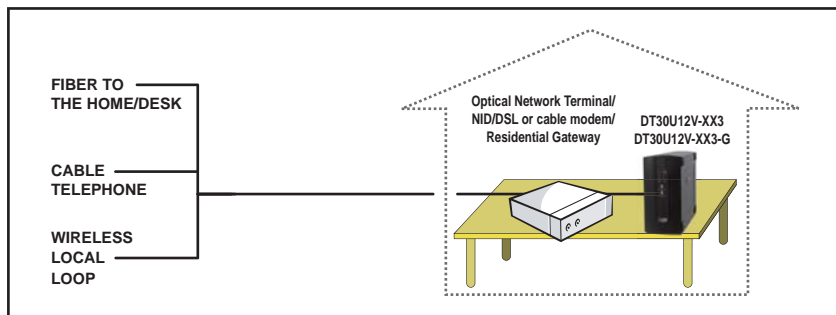 FIBER TO
THE HOME/DESK
CABLE
TELEPHONE
WIRELESS
LOCAL
LOOP
Optical Network Terminal/
NID/DSL or cable modem/
Residential Gateway
DT30U12V-XX3
DT30U12V-XX3-G